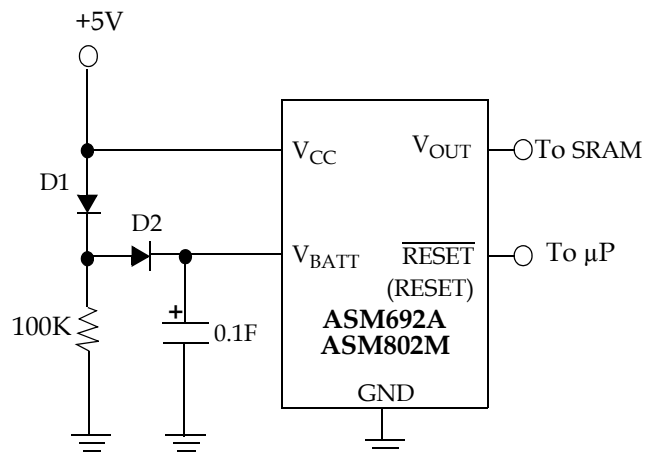 +5V
V_CC
V_OUT
To SRAM
D1
D2
V_BATT
RESET
To µP
(RESET)
100K
+
0.1F
ASM692A
ASM802M
GND